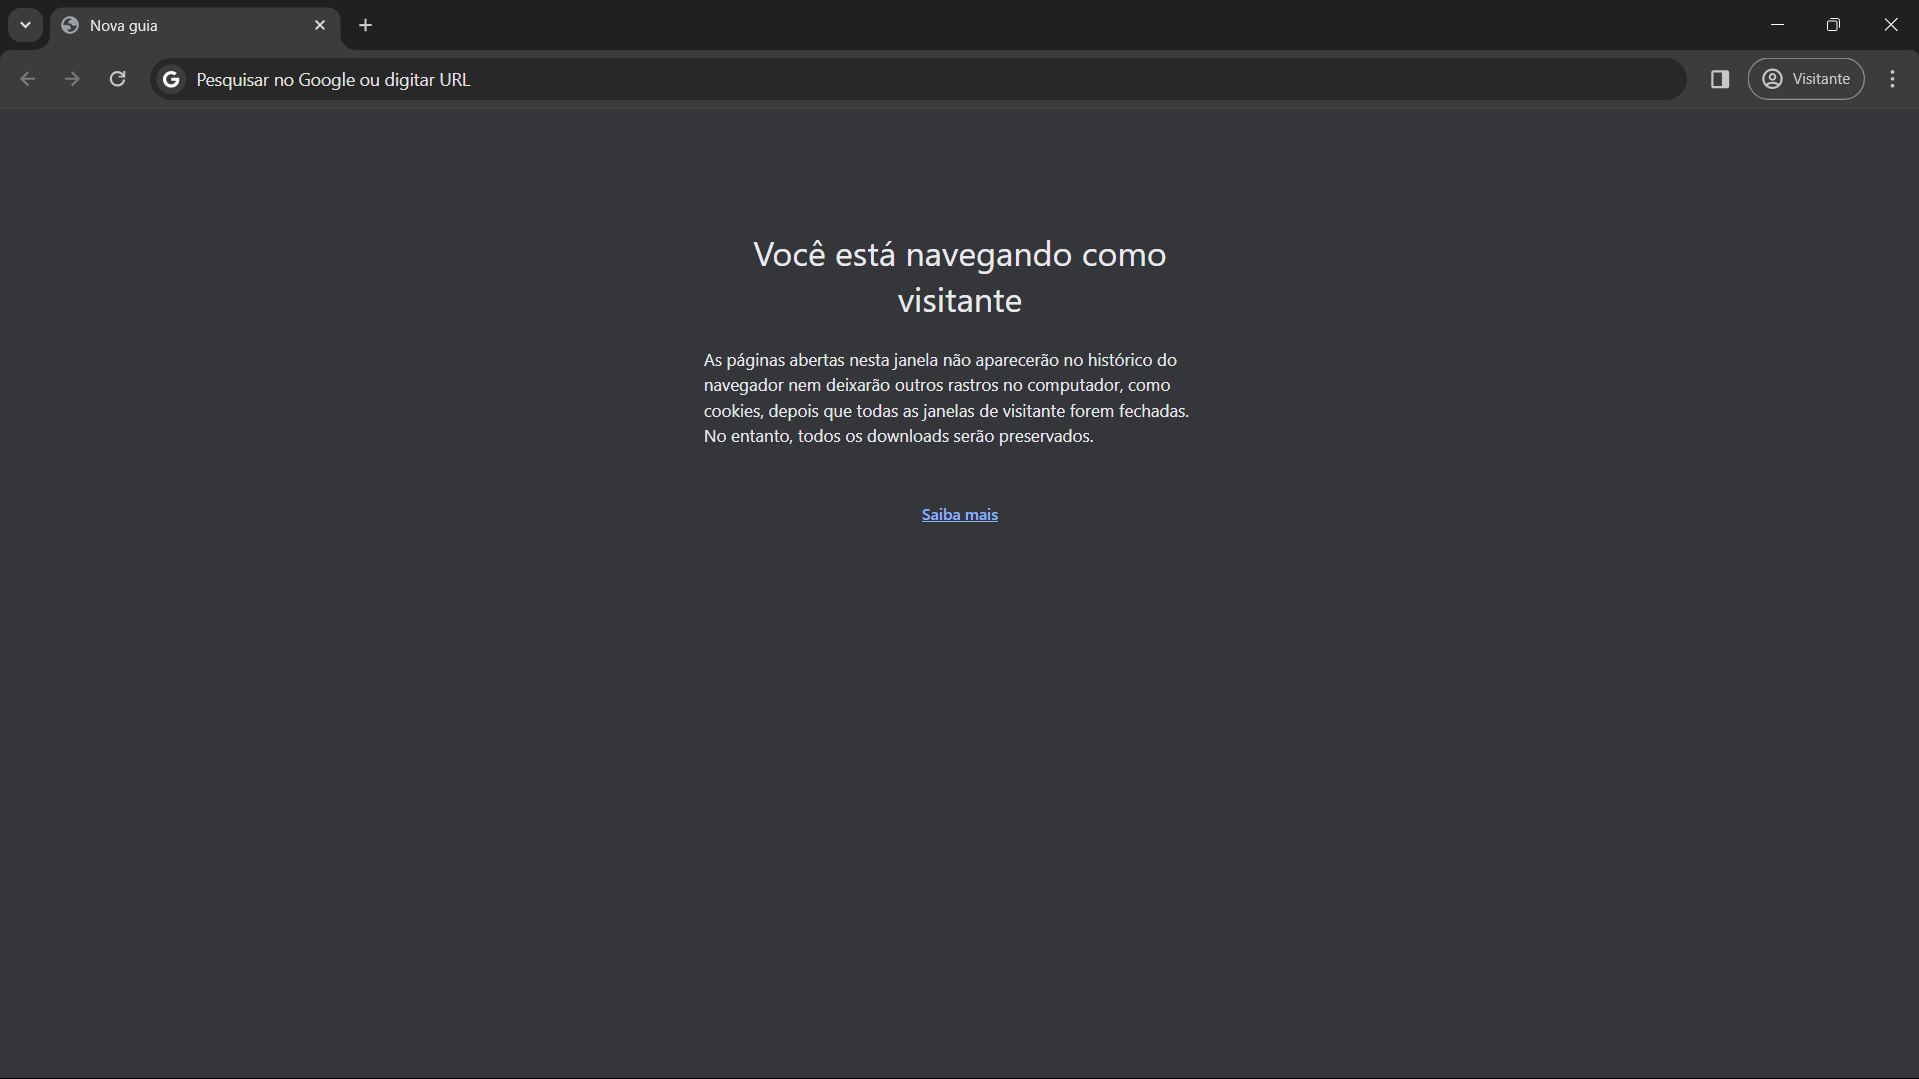 Nova guia
Pesquisar no Google ou digitar URL
Visitante
Você está navegando como
visitante
As páginas abertas nesta janela não aparecerão no histórico do
navegador nem deixarão outros rastros no computador, como
cookies, depois que todas as janelas de visitante forem fechadas.
No entanto, todos os downloads serão preservados.
Saiba mais